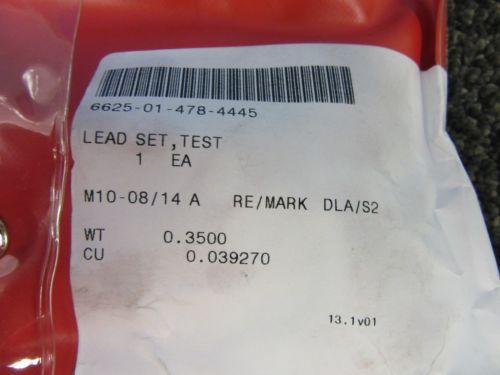 6625-01-478-4445
LEAD SET,TEST
1 EA
M10-08/14 A RE/MARK DLA/S2
WT 0.3500
CU 0.039270
13.1v01